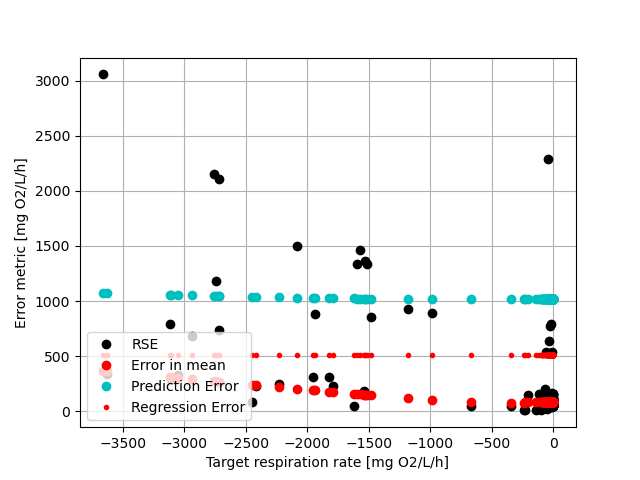 3000
2500
2000
1500
1000
500
0
Error metric [mg O2/L/h]
RSE
Error in mean
Prediction Error
Regression Error
−3500 −3000 −2500 −2000 −1500 −1000 −500 0
Target respiration rate [mg O2/L/h]